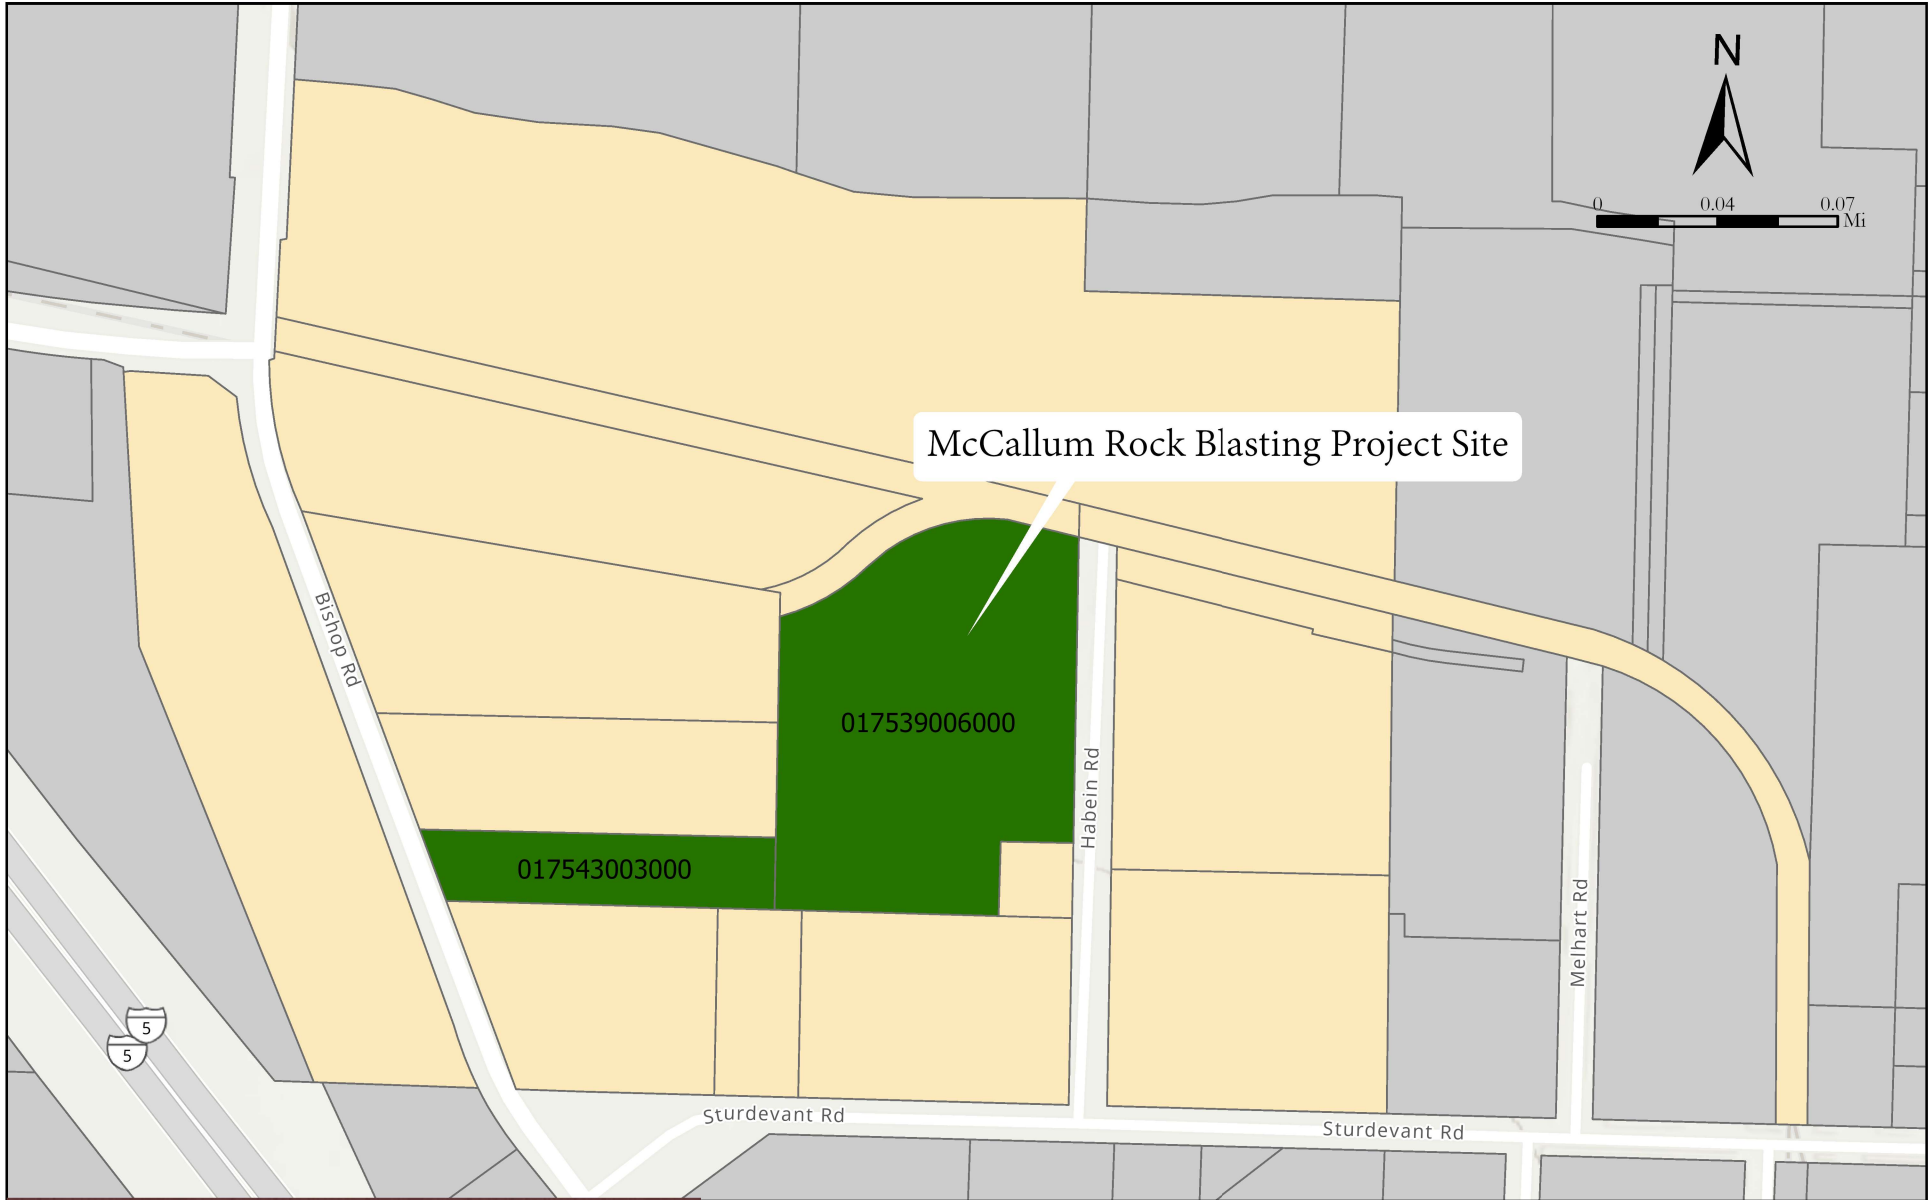 N
0 0.04 0.07
Mi
McCallum Rock Blasting Project Site
Bishop Rd
017539006000
Habein Rd
017543003000
Melhart Rd
5
5
Sturdevant Rd
Sturdevant Rd